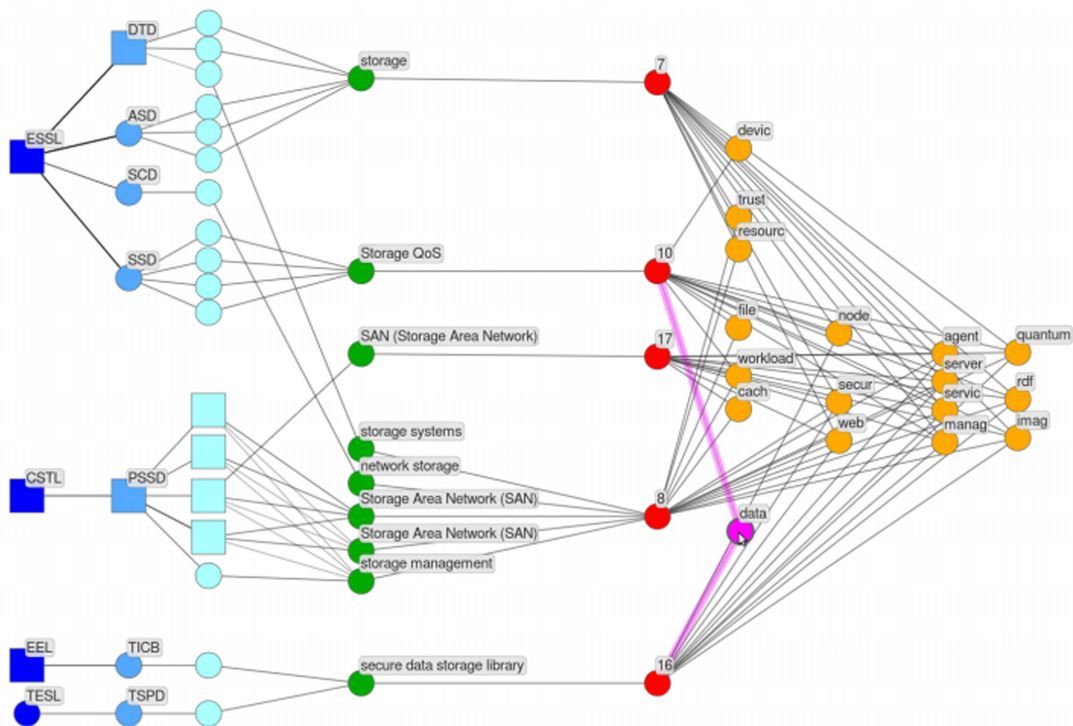 DTD
storage
7
ASD
ESSL
devic
SCD
trust
resourc
SSD
Storage QoS
10
file
node
SAN (Storage Area Network)
17
agent
quantum
workload
server
secur
rdf
cach
servic
web
imag
manag
storage systems
network storage
CSTL
PSSD
Storage Area Network (SAN)
8
data
Storage Area Network (SAN)
storage management
EEL
TICB
secure data storage library
16
TESL
TSPD